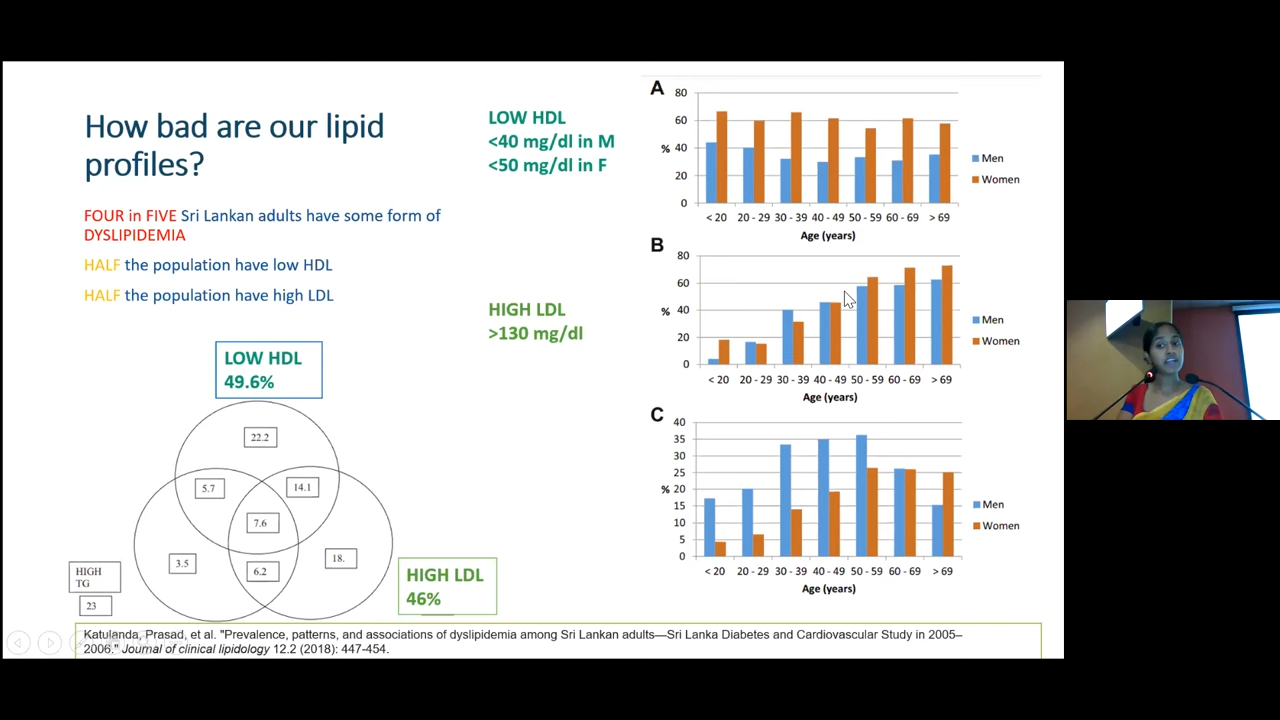 How bad are our lipid
profiles?
FOUR in FIVE Sri Lankan adults have some form of
DYSLIPIDEMIA
HALF the population have low HDL
HALF the population have high LDL
LOW HDL
<40 mg/dl in M
<50 mg/dl in F
HIGH LDL
>130 mg/dl
LOW HDL
49.6%
22.2
5.7
14.1
7.6
3.5
6.2
18.
HIGH
TG
23
HIGH LDL
46%
A
80
60
% 40
20
0
< 20 20 - 29 30 - 39 40 - 49 50 - 59 60 - 69 > 69
Age (years)
Men
Women
B
80
60
% 40
20
0
< 20 20 - 29 30 - 39 40 - 49 50 - 59 60 - 69 > 69
Age (years)
Men
Women
C
40
35
30
25
% 20
15
10
5
0
< 20 20 - 29 30 - 39 40 - 49 50 - 59 60 - 69 > 69
Age (years)
Men
Women
Katulanda, Prasad, et al. "Prevalence, patterns, and associations of dyslipidemia among Sri Lankan adults—Sri Lanka Diabetes and Cardiovascular Study in 2005–
2006." Journal of clinical lipidology 12.2 (2018): 447-454.